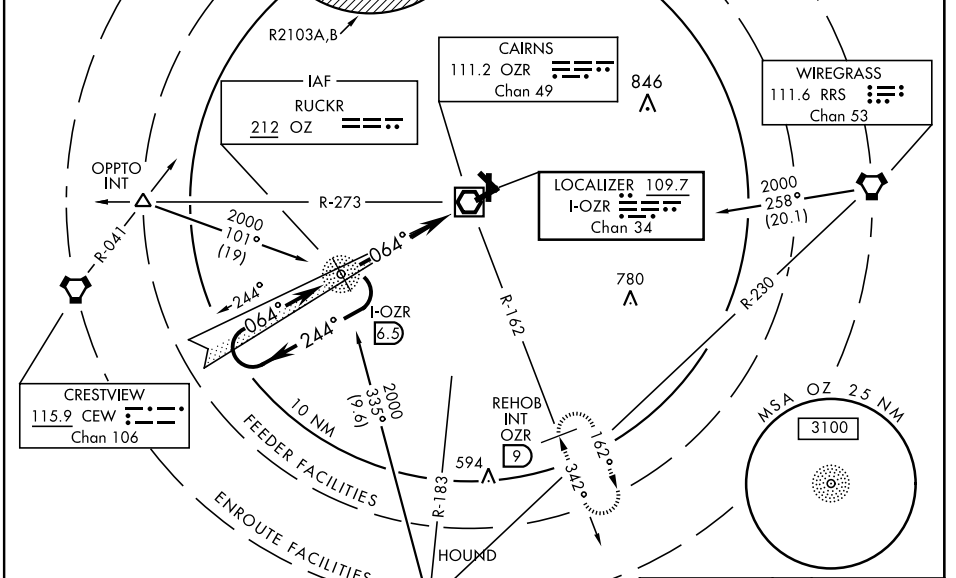 R2103A,B
CAIRNS
111.2 OZR
Chan 49
846
WIREGRASS
111.6 RRS
Chan 53
IAF
RUCKR
212 OZ
OPPTO
INT
R-273
LOCALIZER 109.7
I-OZR
Chan 34
2000
258°
(20.1)
R-041
2000
101°
(19)
064°
244°
064°
244°
I-OZR
6.5
780
R-162
R-230
CRESTVIEW
115.9 CEW
Chan 106
2000
335°
(9.6)
10 NM
REHOB
INT
OZR
9
162°
342°
MSA OZ 25 NM
3100
594
R-183
FEEDER FACILITIES
ENROUTE FACILITIES
HOUND